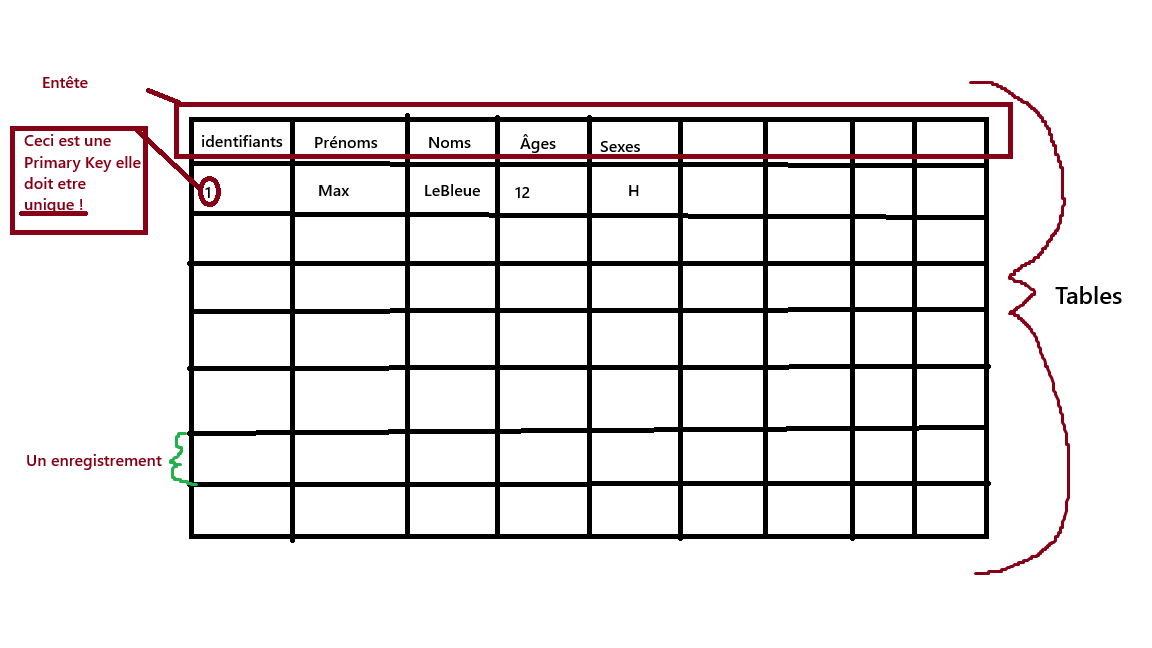 Entête
Ceci est une
Primary Key elle
doit etre
unique !
identifiants Prénoms Noms Âges Sexes
1 Max LeBleue 12 H
Tables
Un enregistrement